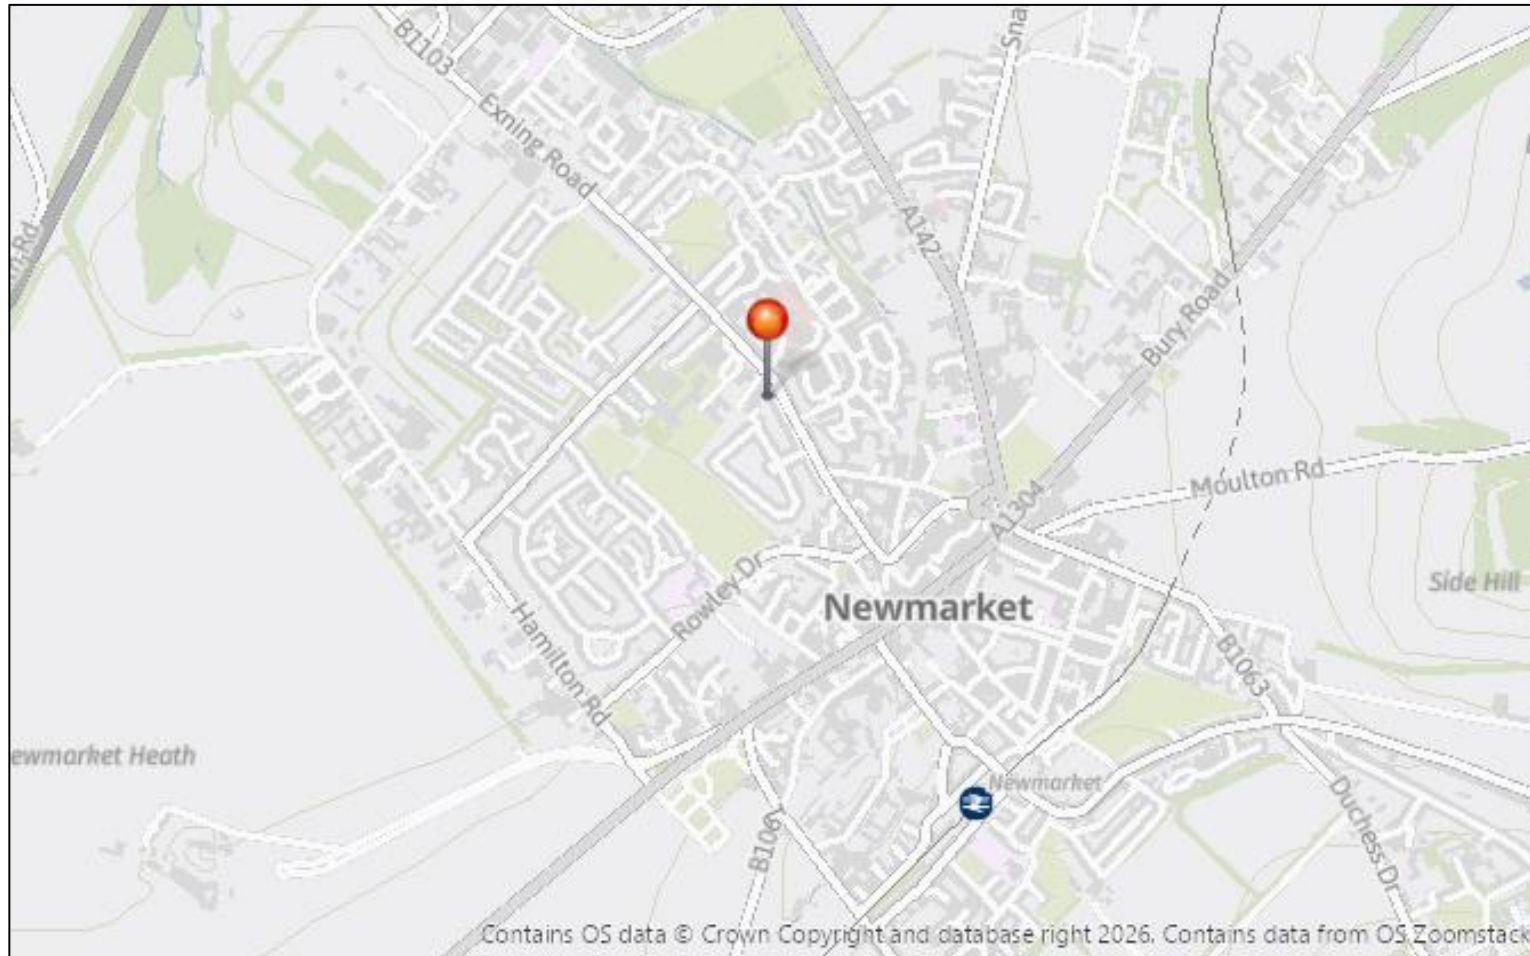 B1103
Sna
Exning Road
A142
Bury Road
Moulton Rd
A1304
Side Hill
Rowley Dr
Newmarket
Hamilton Rd
B1063
ewmarket Heath
Newmarket
Duchess Dr
B1061
Contains OS data © Crown Copyright and database right 2026. Contains data from OS Zoomstack